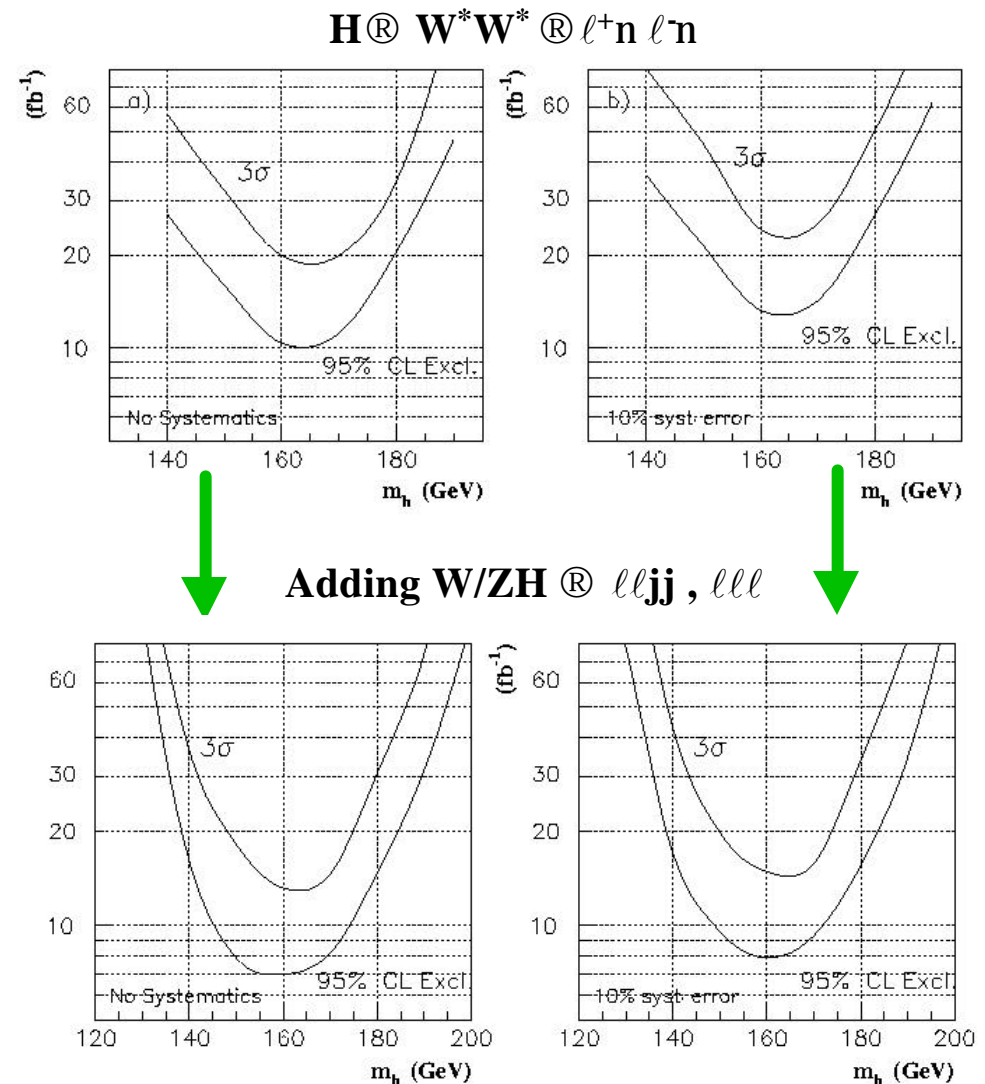 H® W*W* ® ℓ+n ℓ-n
(fb-1)
a)
60
30
20
10
3σ
95% CL Excl.
No Systematics
140 160 180
mh (GeV)
(fb-1)
b)
60
30
20
10
3σ
95% CL Excl.
10% syst error
140 160 180
mh (GeV)
Adding W/ZH ® ℓℓjj , ℓℓℓ
60
30
20
10
3σ
95% CL Excl.
No Systematics
120 140 160 180 200
mh (GeV)
(fb-1)
60
30
20
10
3σ
95% CL Excl.
10% syst error
120 140 160 180 200
mh (GeV)